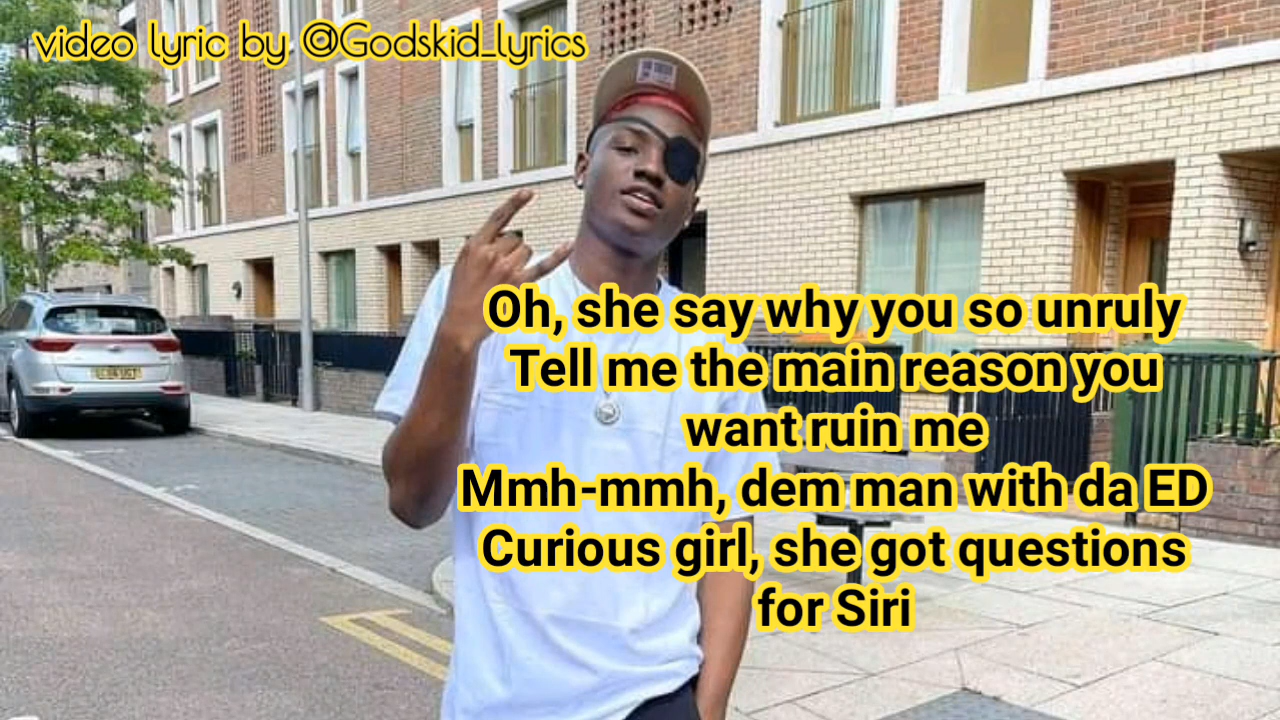 video lyric by @Godskid_lyrics
Oh, she say why you so unruly
Tell me the main reason you
want ruin me
Mmh-mmh, dem man with da ED
Curious girl, she got questions
for Siri